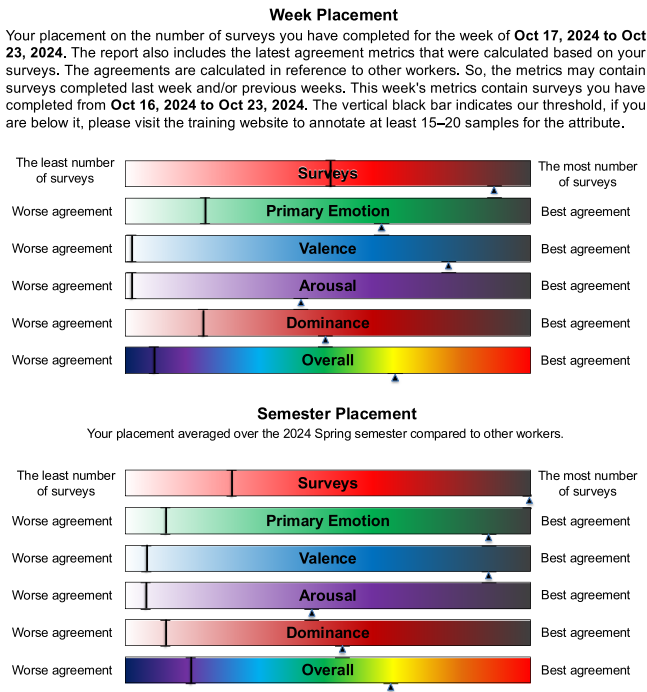 Week Placement
Your placement on the number of surveys you have completed for the week of Oct 17, 2024 to Oct
23, 2024. The report also includes the latest agreement metrics that were calculated based on your
surveys. The agreements are calculated in reference to other workers. So, the metrics may contain
surveys completed last week and/or previous weeks. This week's metrics contain surveys you have
completed from Oct 16, 2024 to Oct 23, 2024. The vertical black bar indicates our threshold, if you
are below it, please visit the training website to annotate at least 15–20 samples for the attribute.
The least number
of surveys
Surveys
The most number
of surveys
Worse agreement
Primary Emotion
Best agreement
Worse agreement
Valence
Best agreement
Worse agreement
Arousal
Best agreement
Worse agreement
Dominance
Best agreement
Worse agreement
Overall
Best agreement
Semester Placement
Your placement averaged over the 2024 Spring semester compared to other workers.
The least number
of surveys
Surveys
The most number
of surveys
Worse agreement
Primary Emotion
Best agreement
Worse agreement
Valence
Best agreement
Worse agreement
Arousal
Best agreement
Worse agreement
Dominance
Best agreement
Worse agreement
Overall
Best agreement